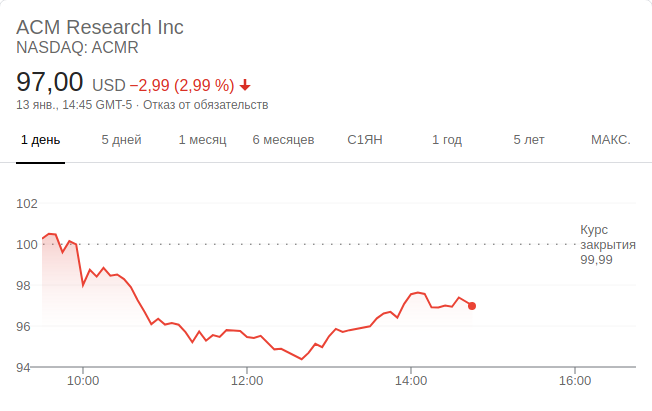 ACM Research Inc
NASDAQ: ACMR
97,00 USD −2,99 (2,99 %)
13 янв., 14:45 GMT-5 · Отказ от обязательств
1 день 5 дней 1 месяц 6 месяцев С1ЯН 1 год 5 лет МАКС.
102
Курс
100 закрытия
99,99
98
96
94
10:00 12:00 14:00 16:00